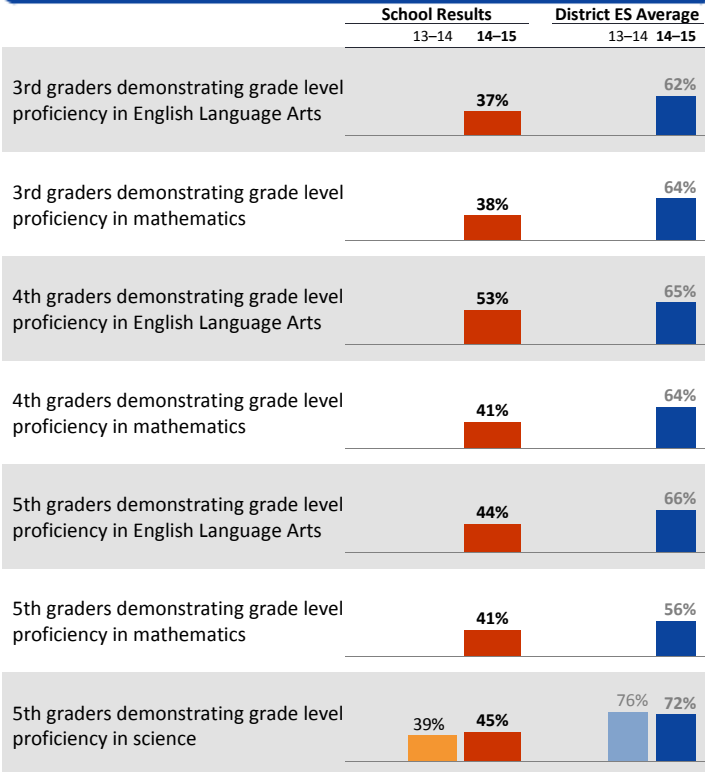 School Results District ES Average
13–14 14–15 13–14 14–15
3rd graders demonstrating grade level
proficiency in English Language Arts
37%
62%
3rd graders demonstrating grade level
proficiency in mathematics
38%
64%
4th graders demonstrating grade level
proficiency in English Language Arts
53%
65%
4th graders demonstrating grade level
proficiency in mathematics
41%
64%
5th graders demonstrating grade level
proficiency in English Language Arts
44%
66%
5th graders demonstrating grade level
proficiency in mathematics
41%
56%
5th graders demonstrating grade level
proficiency in science
39% 45%
76% 72%